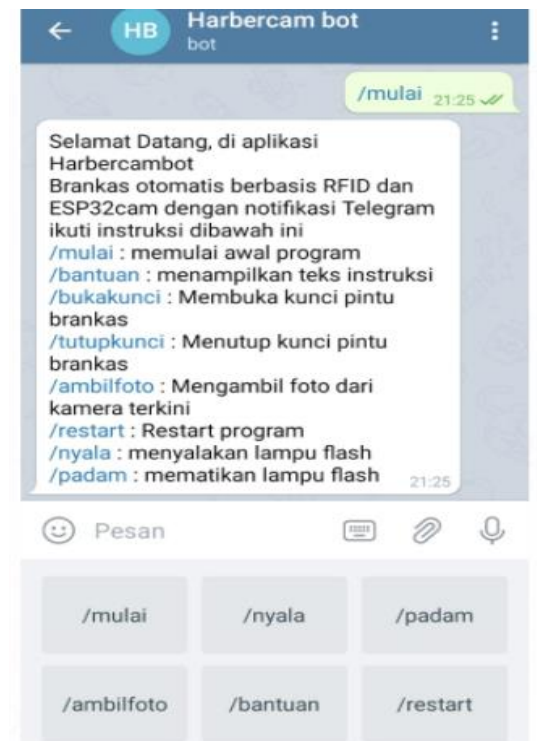 HB
Harbercam bot
bot
/mulai 21:25
Selamat Datang, di aplikasi
Harbercambot
Brankas otomatis berbasis RFID dan
ESP32cam dengan notifikasi Telegram
ikuti instruksi dibawah ini
/mulai : memulai awal program
/bantuan : menampilkan teks instruksi
/bukakunci : Membuka kunci pintu
brankas
/tutupkunci : Menutup kunci pintu
brankas
/ambilfoto : Mengambil foto dari
kamera terkini
/restart : Restart program
/nyala : menyalakan lampu flash
/padam : mematikan lampu flash 21:25
Pesan
/mulai /nyala /padam
/ambilfoto /bantuan /restart